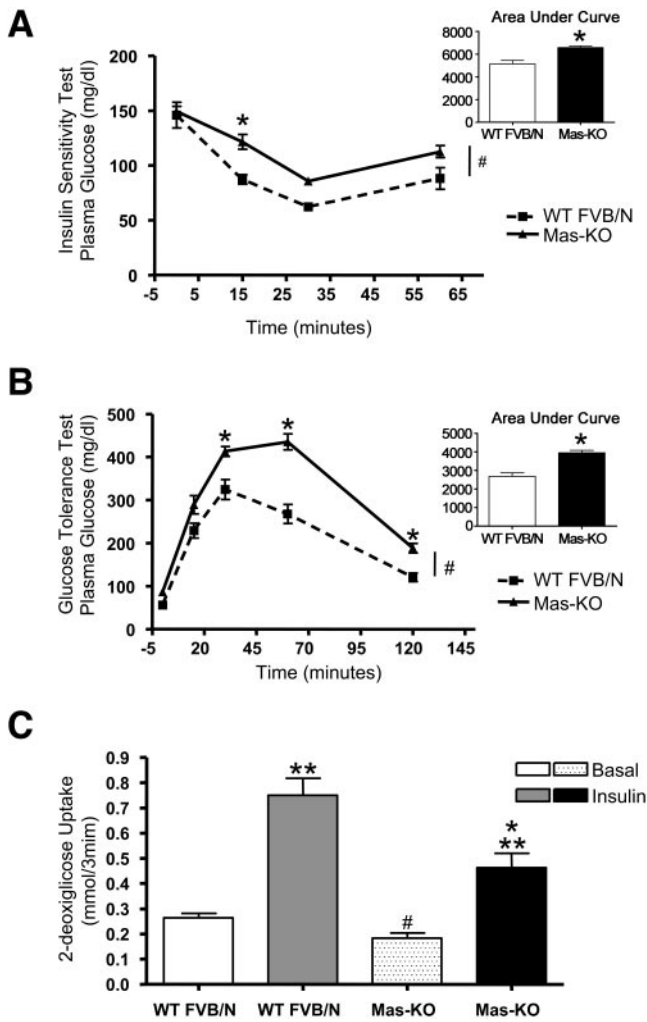 A
Insulin Sensitivity Test
Plasma Glucose (mg/dl)
200
150
100
50
0
-5 5 15 25 35 45 55 65
Time (minutes)
*
#
Area Under Curve
8000
6000
4000
2000
0
*
WT FVB/N Mas-KO
WT FVB/N
Mas-KO
B
Glucose Tolerance Test
Plasma Glucose (mg/dl)
500
400
300
200
100
0
-5 20 45 70 95 120 145
Time (minutes)
*
*
*
#
Area Under Curve
5000
4000
3000
2000
1000
0
*
WT FVB/N Mas-KO
WT FVB/N
Mas-KO
C
2-deoxiglicose Uptake
(mmol/3mim)
0.9
0.8
0.7
0.6
0.5
0.4
0.3
0.2
0.1
0.0
**
#
*
**
Basal
Insulin
WT FVB/N WT FVB/N Mas-KO Mas-KO